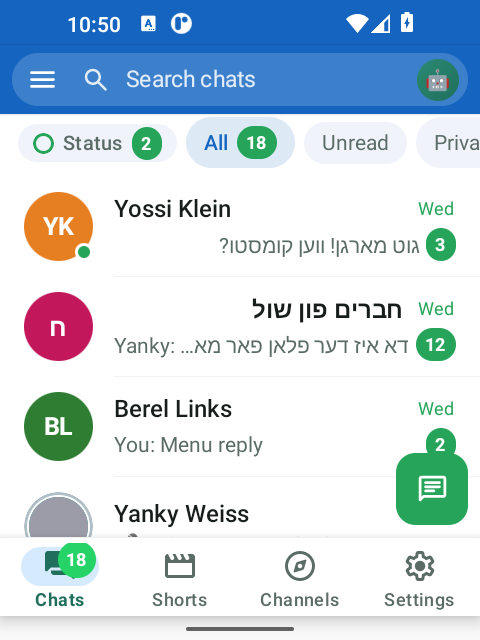 10:50
Search chats
Status 2
All 18
Unread
Priva
YK
Yossi Klein
Wed
גוט מארגן! ווען קומסטו?
3
ח
חברים פון שול
Wed
Yanky: דא איז דער פלאן פאר מא...
12
BL
Berel Links
Wed
You: Menu reply
2
Yanky Weiss
18
Chats
Shorts
Channels
Settings